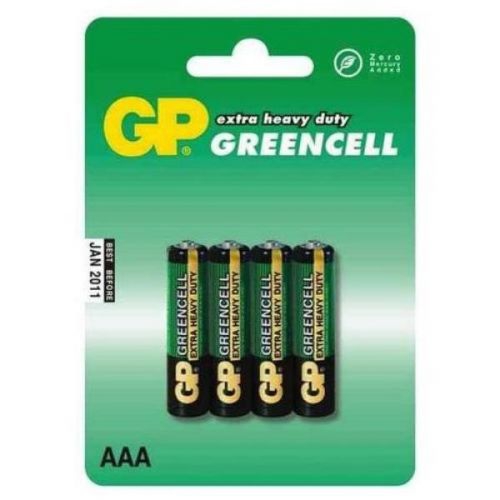 Zero
Mercury
Added
GP®
extra heavy duty
GREENCELL
BEST BEFORE
JAN 2011
GP
GREENCELL
EXTRA HEAVY DUTY
GP
GREENCELL
EXTRA HEAVY DUTY
GP
GREENCELL
EXTRA HEAVY DUTY
GP
GREENCELL
EXTRA HEAVY DUTY
AAA